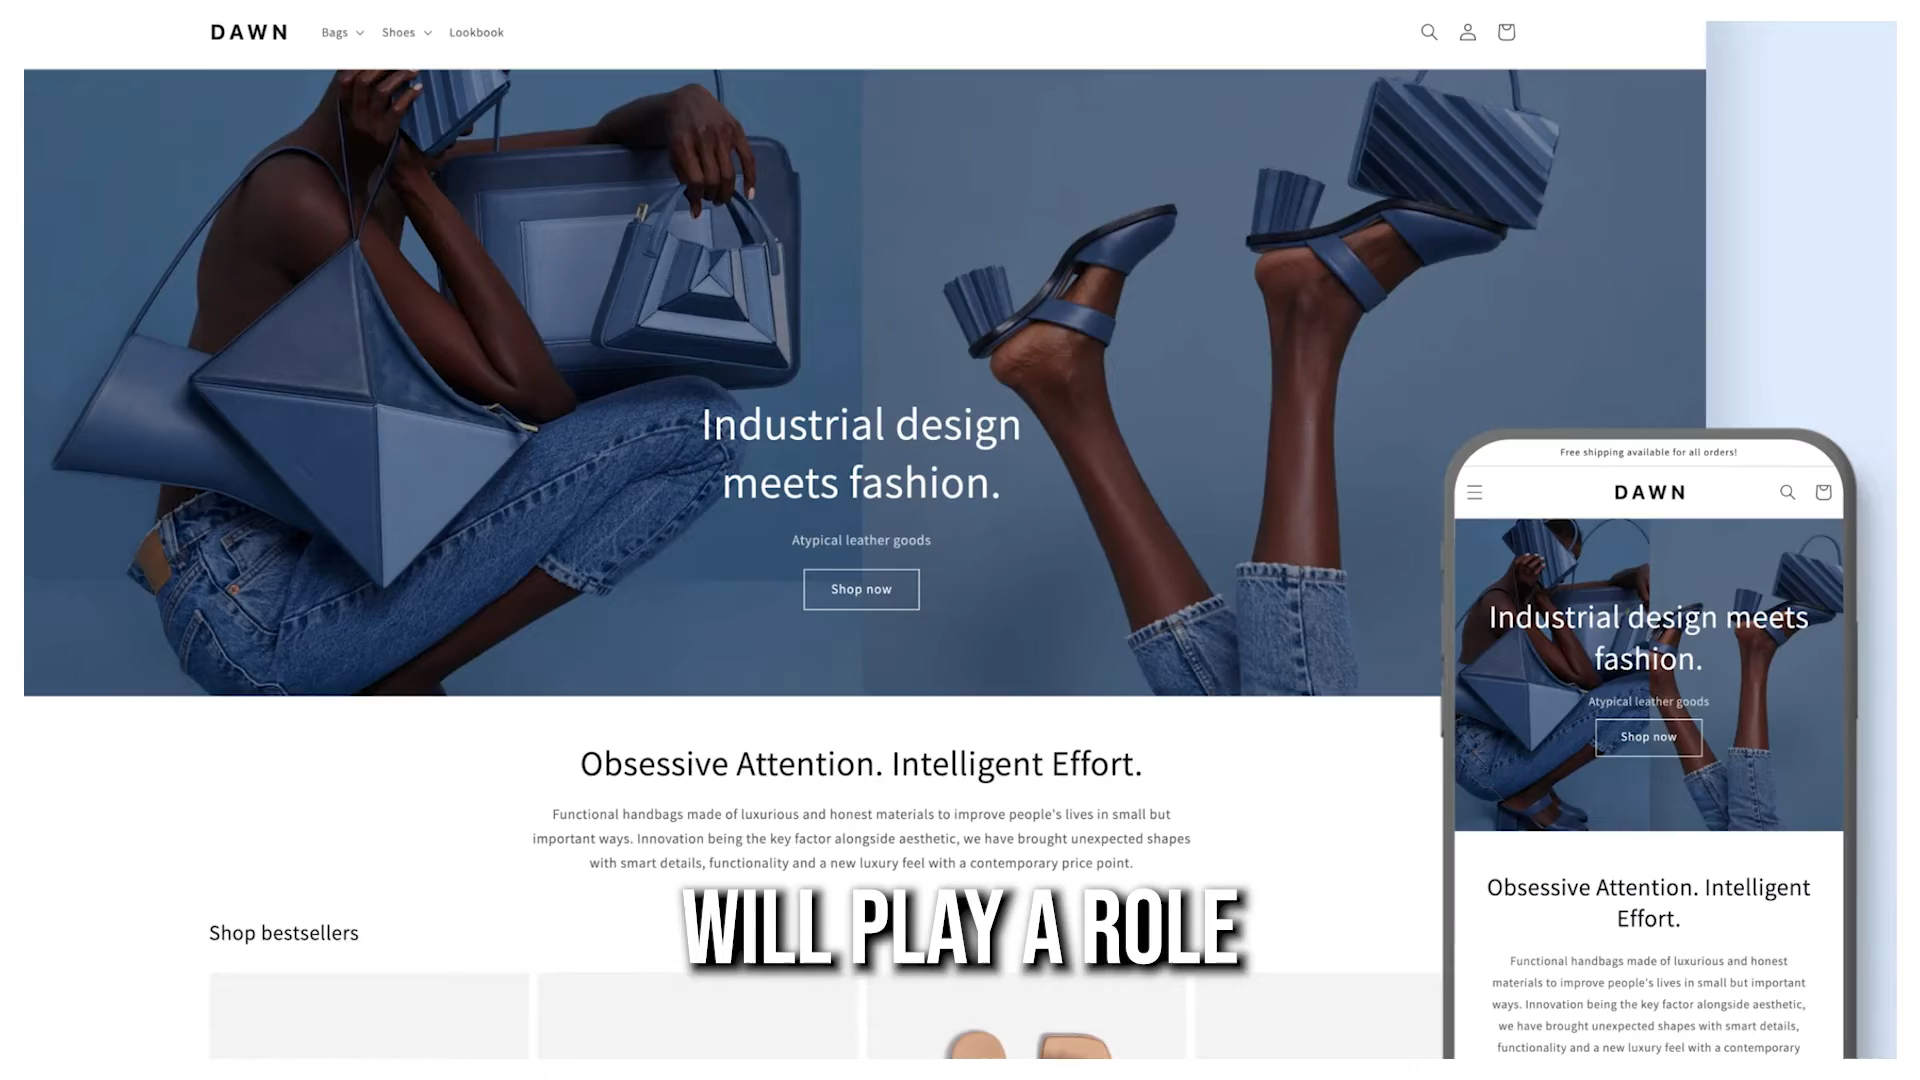 DAWN
Bags
Shoes
Lookbook
Industrial design
meets fashion.
Atypical leather goods
Shop now
Obsessive Attention. Intelligent Effort.
Functional handbags made of luxurious and honest materials to improve people's lives in small but
important ways. Innovation being the key factor alongside aesthetic, we have brought unexpected shapes
with smart details, functionality and a new luxury feel with a contemporary price point.
Shop bestsellers
WILL PLAY A ROLE
Free shipping available for all orders!
DAWN
Industrial design meets
fashion.
Atypical leather goods
Shop now
Obsessive Attention. Intelligent
Effort.
Functional handbags made of luxurious and honest
materials to improve people's lives in small but important
ways. Innovation being the key factor alongside aesthetic,
we have brought unexpected shapes with smart details,
functionality and a new luxury feel with a contemporary